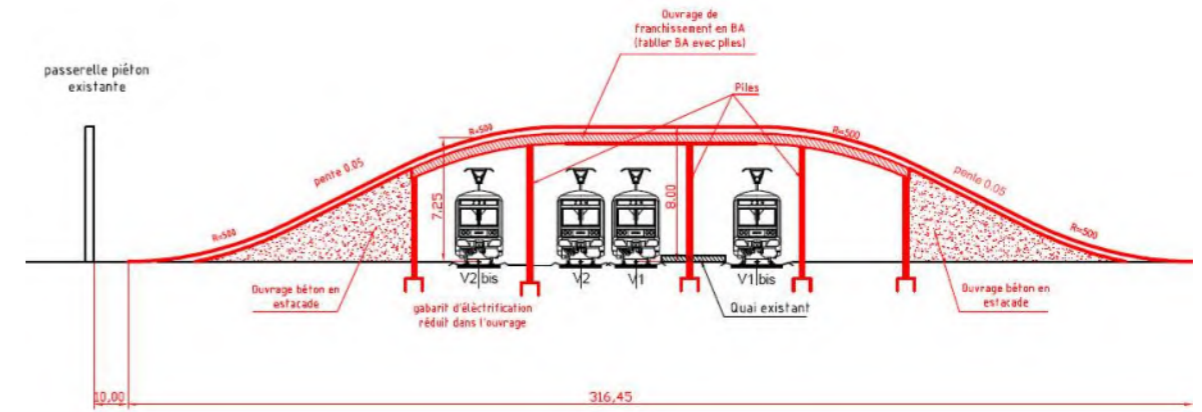 Ouvrage de
franchissement en BA
(tablier BA avec piles)
passerelle piéton
existante
Piles
R=500
R=500
pente 0.05
pente 0.05
7,25
8,00
R=500
R=500
V2 bis
V2
V1
V1 bis
Ouvrage béton en
estacade
gabarit d'éléctrification
réduit dans l'ouvrage
Quai existant
Ouvrage béton en
estacade
10,00
316,45